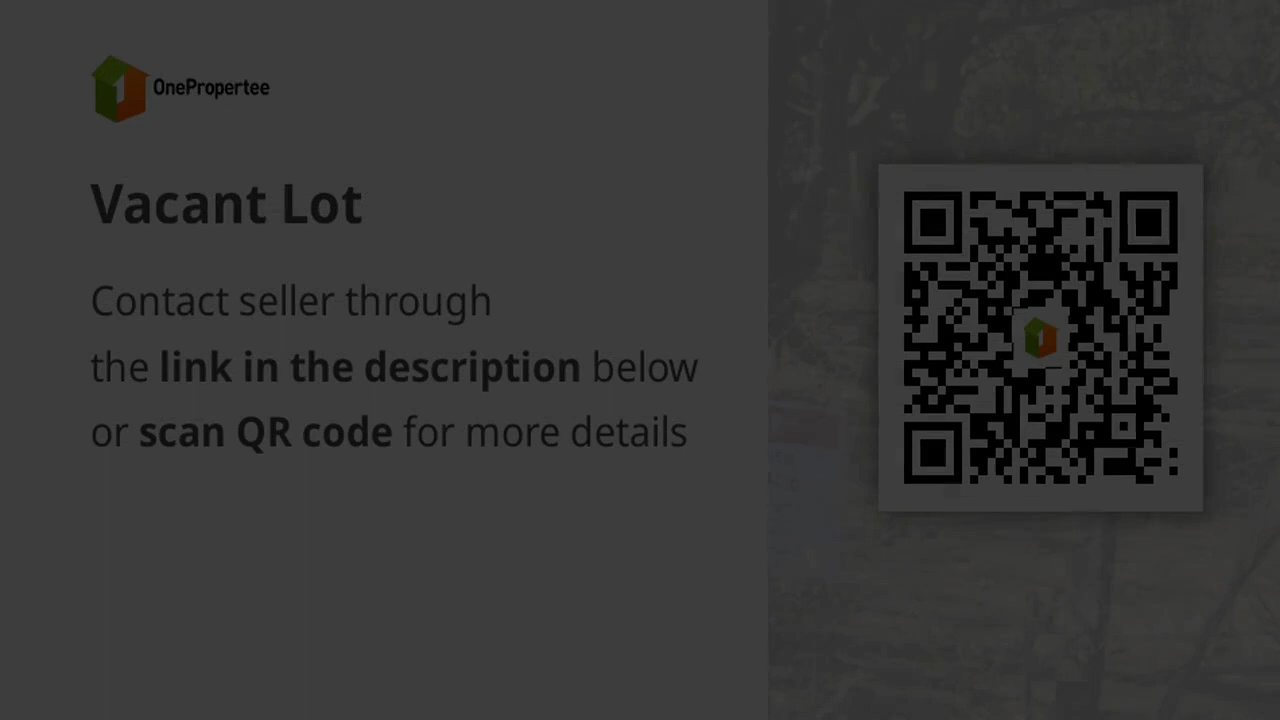 OnePropertee
Vacant Lot
Contact seller through
the link in the description below
or scan QR code for more details